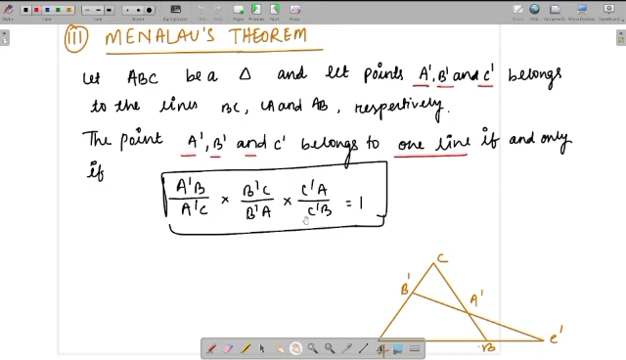 (iii) MENALAU'S THEOREM
Let ABC be a Δ and let points A', B' and C' belongs
to the lines BC, CA and AB, respectively.
The point A', B' and C' belongs to one line if and only
if
A'B/A'C × B'C/B'A × C'A/C'B = 1
C
B'
A'
A
B
C'